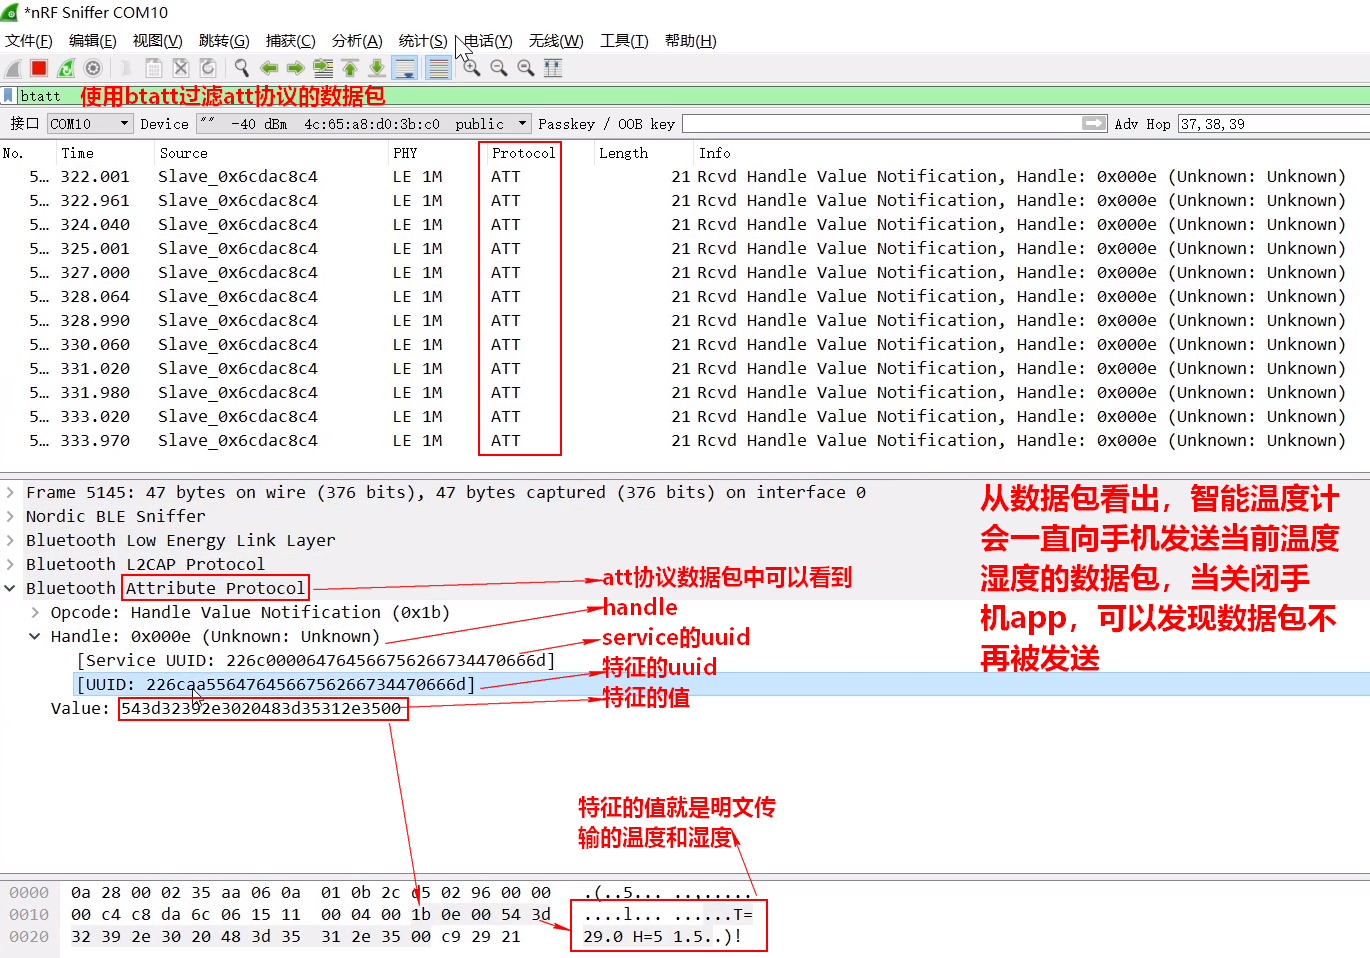 *nRF Sniffer COM10
文件(F) 编辑(E) 视图(V) 跳转(G) 捕获(C) 分析(A) 统计(S) 电话(Y) 无线(W) 工具(T) 帮助(H)
btatt 使用btatt过滤att协议的数据包
接口 COM10 Device "" -40 dBm 4c:65:a8:d0:3b:c0 public Passkey / OOB key Adv Hop 37,38,39
No. Time Source PHY Protocol Length Info
5… 322.001 Slave_0x6cdac8c4 LE 1M ATT 21 Rcvd Handle Value Notification, Handle: 0x000e (Unknown: Unknown)
5… 322.961 Slave_0x6cdac8c4 LE 1M ATT 21 Rcvd Handle Value Notification, Handle: 0x000e (Unknown: Unknown)
5… 324.040 Slave_0x6cdac8c4 LE 1M ATT 21 Rcvd Handle Value Notification, Handle: 0x000e (Unknown: Unknown)
5… 325.001 Slave_0x6cdac8c4 LE 1M ATT 21 Rcvd Handle Value Notification, Handle: 0x000e (Unknown: Unknown)
5… 327.000 Slave_0x6cdac8c4 LE 1M ATT 21 Rcvd Handle Value Notification, Handle: 0x000e (Unknown: Unknown)
5… 328.064 Slave_0x6cdac8c4 LE 1M ATT 21 Rcvd Handle Value Notification, Handle: 0x000e (Unknown: Unknown)
5… 328.990 Slave_0x6cdac8c4 LE 1M ATT 21 Rcvd Handle Value Notification, Handle: 0x000e (Unknown: Unknown)
5… 330.060 Slave_0x6cdac8c4 LE 1M ATT 21 Rcvd Handle Value Notification, Handle: 0x000e (Unknown: Unknown)
5… 331.020 Slave_0x6cdac8c4 LE 1M ATT 21 Rcvd Handle Value Notification, Handle: 0x000e (Unknown: Unknown)
5… 331.980 Slave_0x6cdac8c4 LE 1M ATT 21 Rcvd Handle Value Notification, Handle: 0x000e (Unknown: Unknown)
5… 333.020 Slave_0x6cdac8c4 LE 1M ATT 21 Rcvd Handle Value Notification, Handle: 0x000e (Unknown: Unknown)
5… 333.970 Slave_0x6cdac8c4 LE 1M ATT 21 Rcvd Handle Value Notification, Handle: 0x000e (Unknown: Unknown)
Frame 5145: 47 bytes on wire (376 bits), 47 bytes captured (376 bits) on interface 0
Nordic BLE Sniffer
Bluetooth Low Energy Link Layer
Bluetooth L2CAP Protocol
Bluetooth Attribute Protocol
Opcode: Handle Value Notification (0x1b)
Handle: 0x000e (Unknown: Unknown)
[Service UUID: 226c000064764566756266734470666d]
[UUID: 226caa5564764566756266734470666d]
Value: 543d32392e3020483d35312e3500
从数据包看出，智能温度计
会一直向手机发送当前温度
湿度的数据包，当关闭手
机app，可以发现数据包不
再被发送
att协议数据包中可以看到
handle
service的uuid
特征的uuid
特征的值
特征的值就是明文传
输的温度和湿度
0000 0a 28 00 02 35 aa 06 0a 01 0b 2c d5 02 96 00 00 .(..5... ..,.....
0010 00 c4 c8 da 6c 06 15 11 00 04 00 1b 0e 00 54 3d ....l... ......T=
0020 32 39 2e 30 20 48 3d 35 31 2e 35 00 c9 29 21 29.0 H=5 1.5..)!